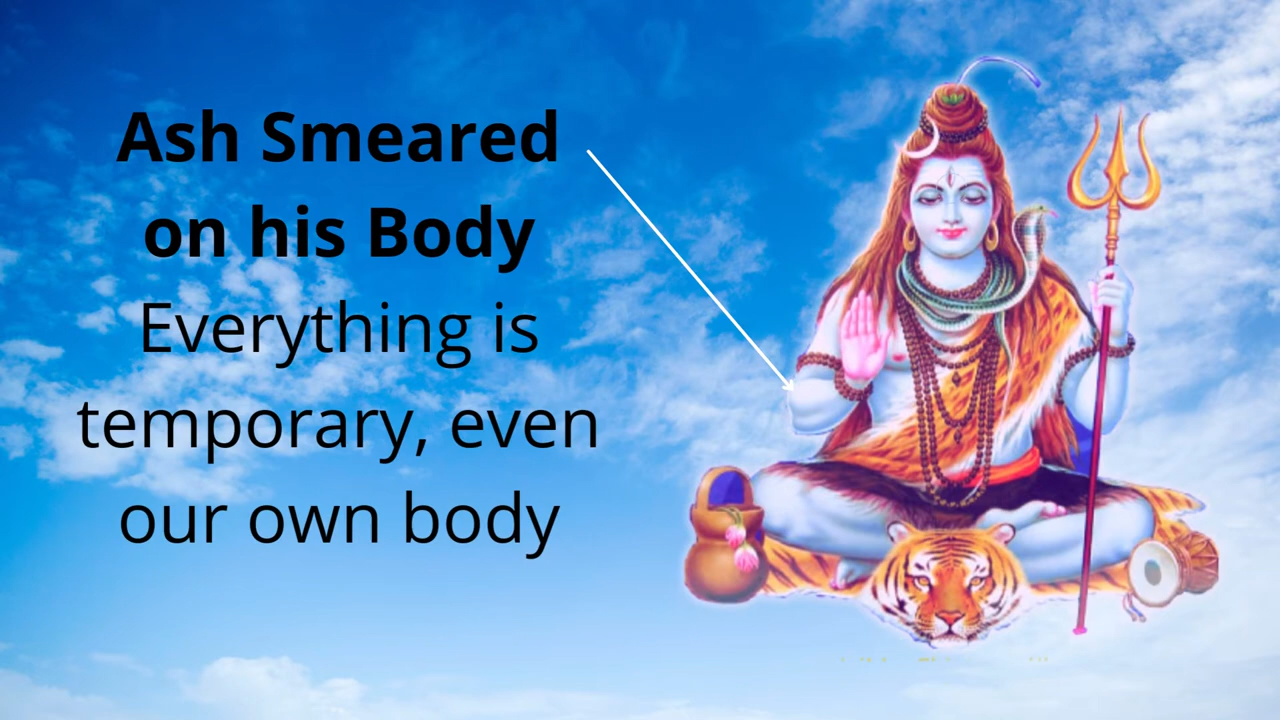 Ash Smeared
on his Body
Everything is
temporary, even
our own body